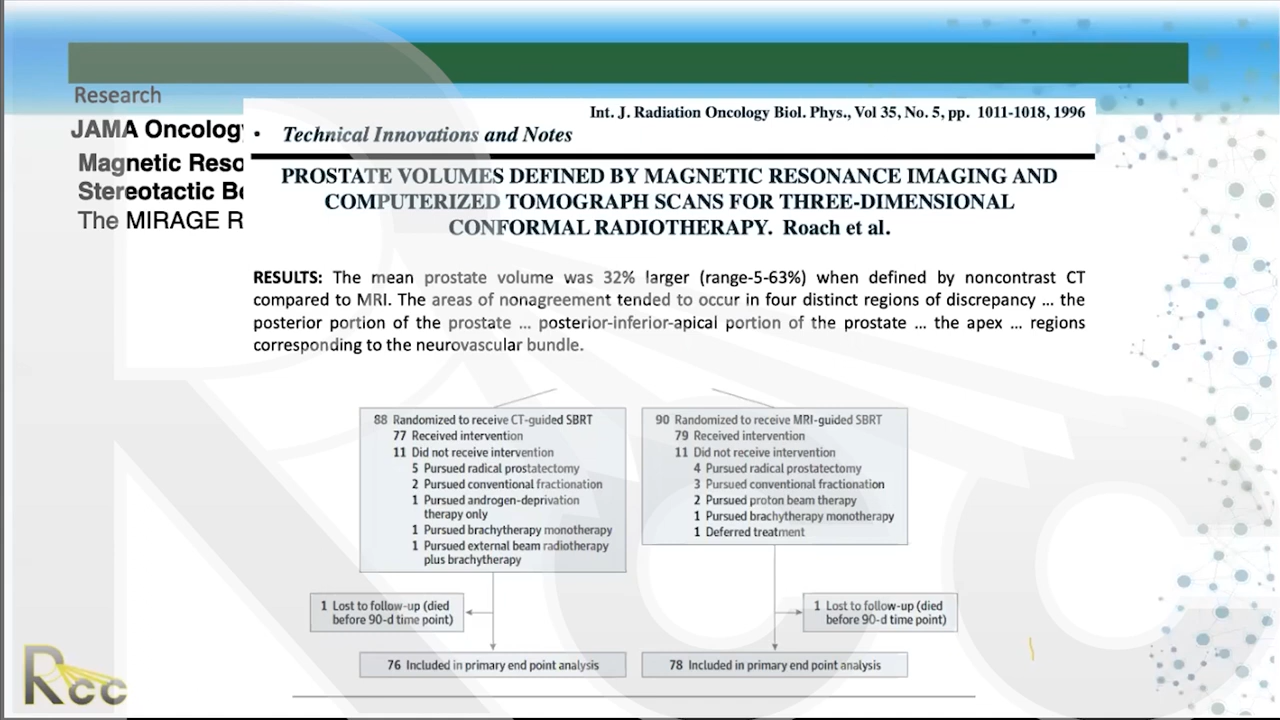 Research
JAMA Oncology
Magnetic Reso
Stereotactic Bo
The MIRAGE R
Int. J. Radiation Oncology Biol. Phys., Vol 35, No. 5, pp. 1011-1018, 1996
• Technical Innovations and Notes
PROSTATE VOLUMES DEFINED BY MAGNETIC RESONANCE IMAGING AND
COMPUTERIZED TOMOGRAPH SCANS FOR THREE-DIMENSIONAL
CONFORMAL RADIOTHERAPY. Roach et al.
RESULTS: The mean prostate volume was 32% larger (range-5-63%) when defined by noncontrast CT
compared to MRI. The areas of nonagreement tended to occur in four distinct regions of discrepancy ... the
posterior portion of the prostate ... posterior-inferior-apical portion of the prostate ... the apex ... regions
corresponding to the neurovascular bundle.
88 Randomized to receive CT-guided SBRT
77 Received intervention
11 Did not receive intervention
5 Pursued radical prostatectomy
2 Pursued conventional fractionation
1 Pursued androgen-deprivation
therapy only
1 Pursued brachytherapy monotherapy
1 Pursued external beam radiotherapy
plus brachytherapy
90 Randomized to receive MRI-guided SBRT
79 Received intervention
11 Did not receive intervention
4 Pursued radical prostatectomy
3 Pursued conventional fractionation
2 Pursued proton beam therapy
1 Pursued brachytherapy monotherapy
1 Deferred treatment
1 Lost to follow-up (died
before 90-d time point)
1 Lost to follow-up (died
before 90-d time point)
76 Included in primary end point analysis
78 Included in primary end point analysis
Rcc